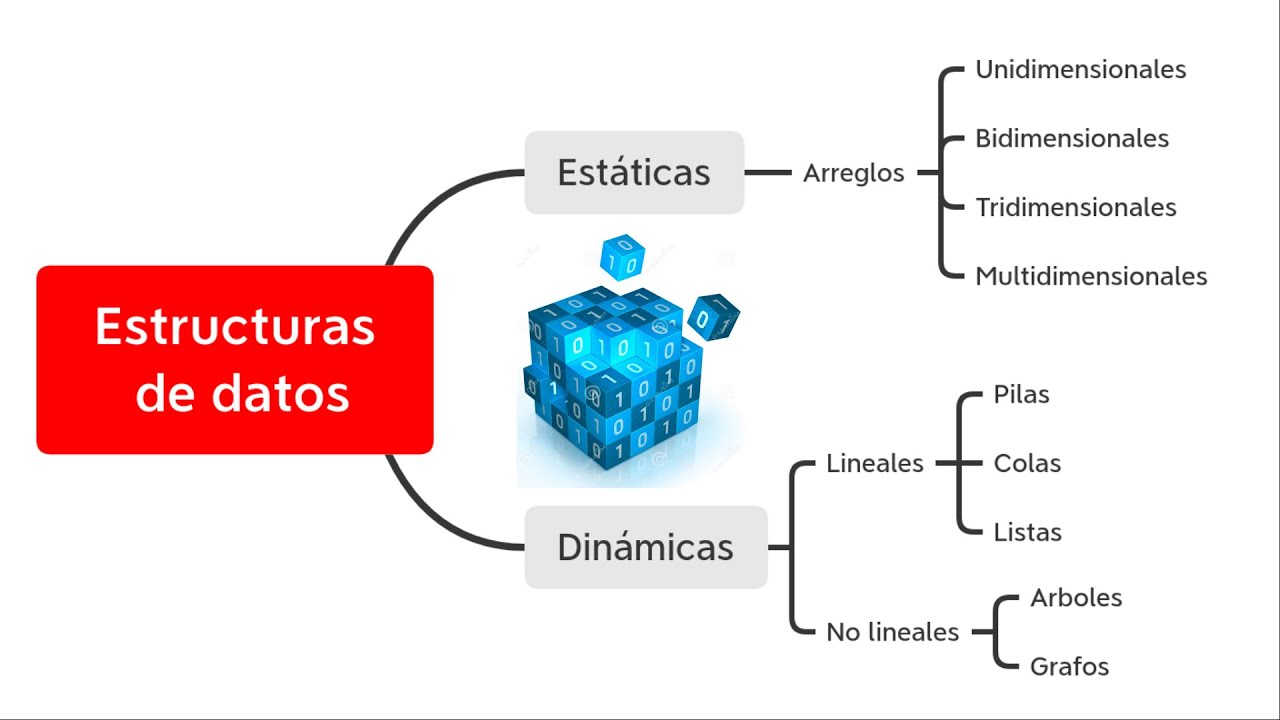 Estructuras
de datos
Estáticas
Arreglos
Unidimensionales
Bidimensionales
Tridimensionales
Multidimensionales
Dinámicas
Lineales
Pilas
Colas
Listas
No lineales
Arboles
Grafos